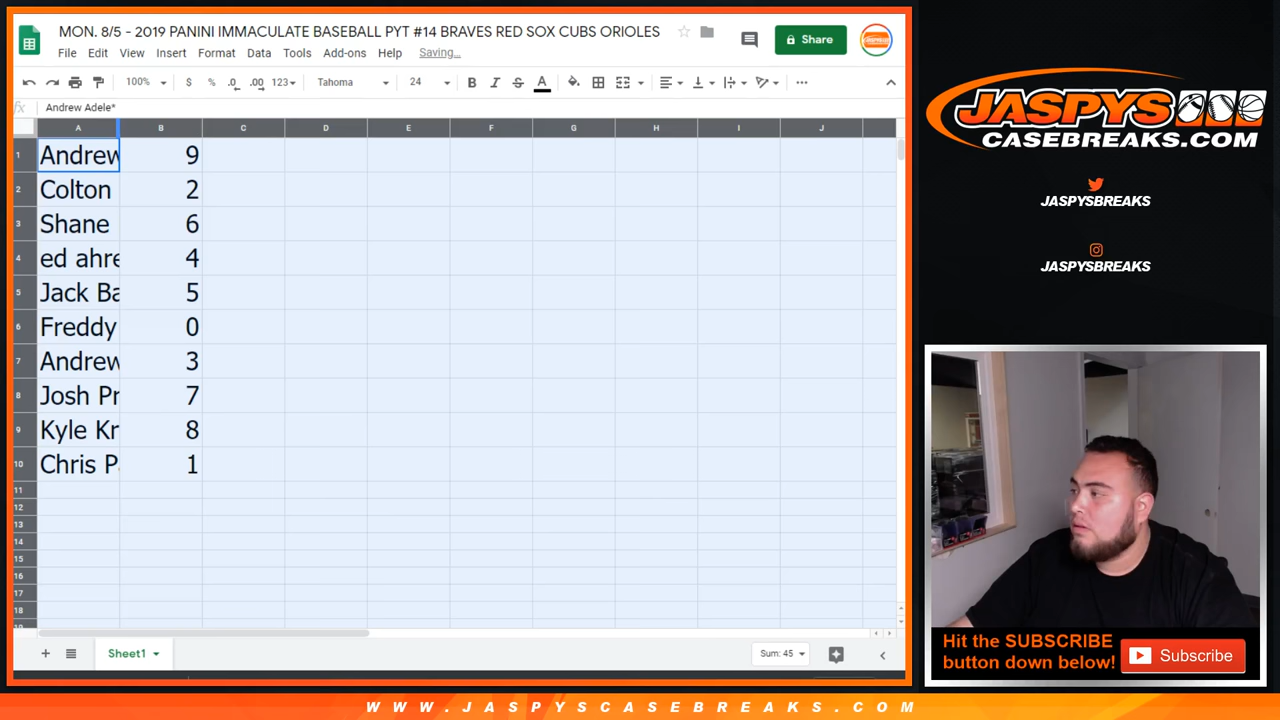 MON. 8/5 - 2019 PANINI IMMACULATE BASEBALL PYT #14 BRAVES RED SOX CUBS ORIOLES
File Edit View Insert Format Data Tools Add-ons Help Saving...
Share
100% $ % .0 .00 123 Tahoma 24 B I S A
fx Andrew Adele*
A B C D E F G H I J
1 Andrew 9
2 Colton 2
3 Shane 6
4 ed ahre 4
5 Jack Ba 5
6 Freddy 0
7 Andrew 3
8 Josh Pr 7
9 Kyle Kr 8
10 Chris P 1
11
12
13
14
15
16
17
18
Sheet1
Sum: 45
JASPYS
CASEBREAKS.COM
JASPYSBREAKS
JASPYSBREAKS
Hit the SUBSCRIBE
button down below!
Subscribe
WWW.JASPYSCASEBREAKS.COM